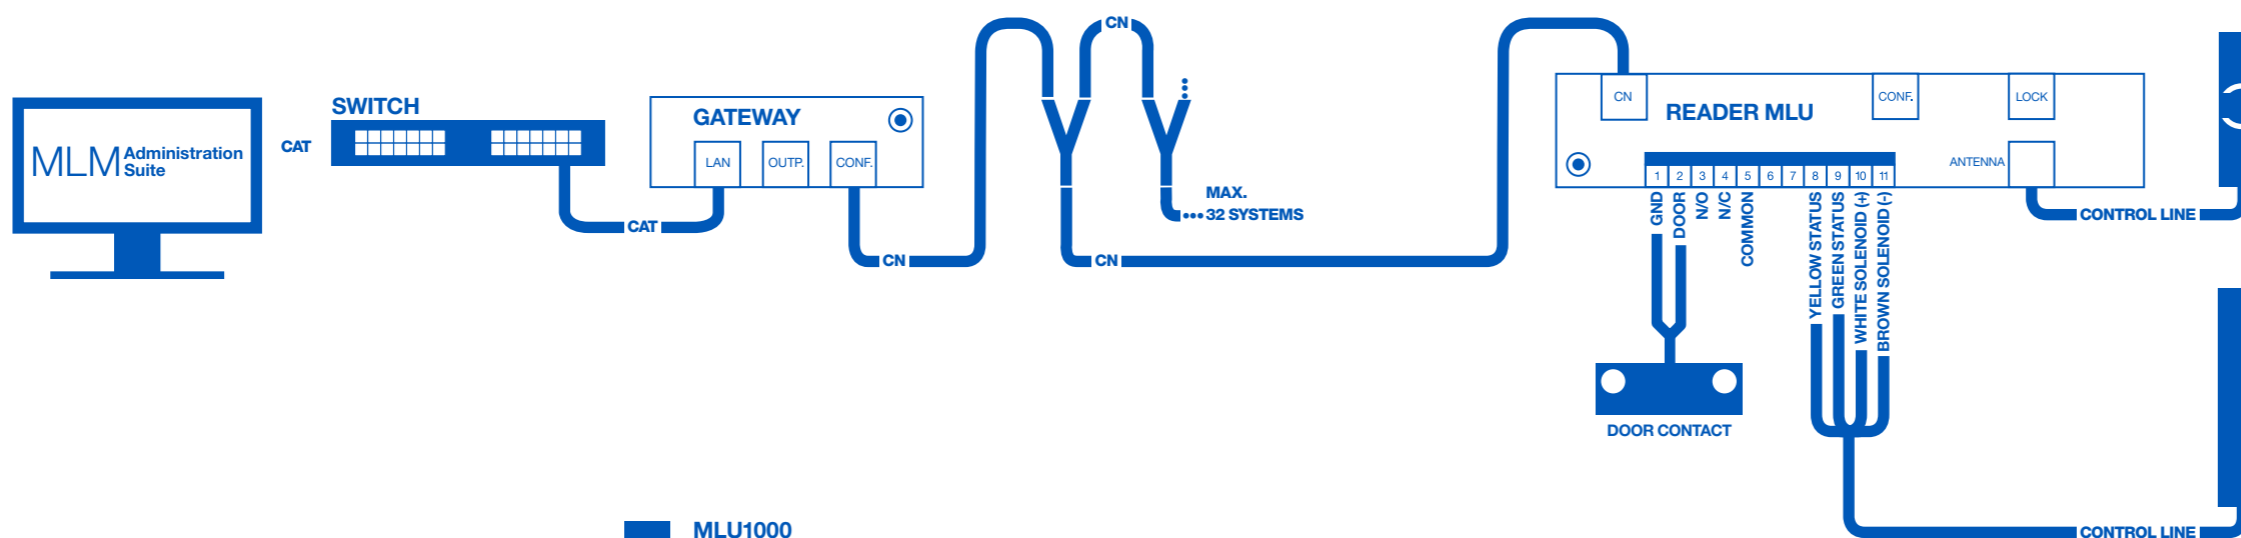 MLM Administration
Suite
CAT
SWITCH
CAT
GATEWAY
LAN
OUTP.
CONF.
CN
CN
CN
MAX.
32 SYSTEMS
CN
READER MLU
CONF.
LOCK
ANTENNA
1 2 3 4 5 6 7 8 9 10 11
GND
DOOR
N/O
N/C
COMMON
YELLOW STATUS
GREEN STATUS
WHITE SOLENOID (+)
BROWN SOLENOID (-)
CONTROL LINE
DOOR CONTACT
CONTROL LINE
MLU1000